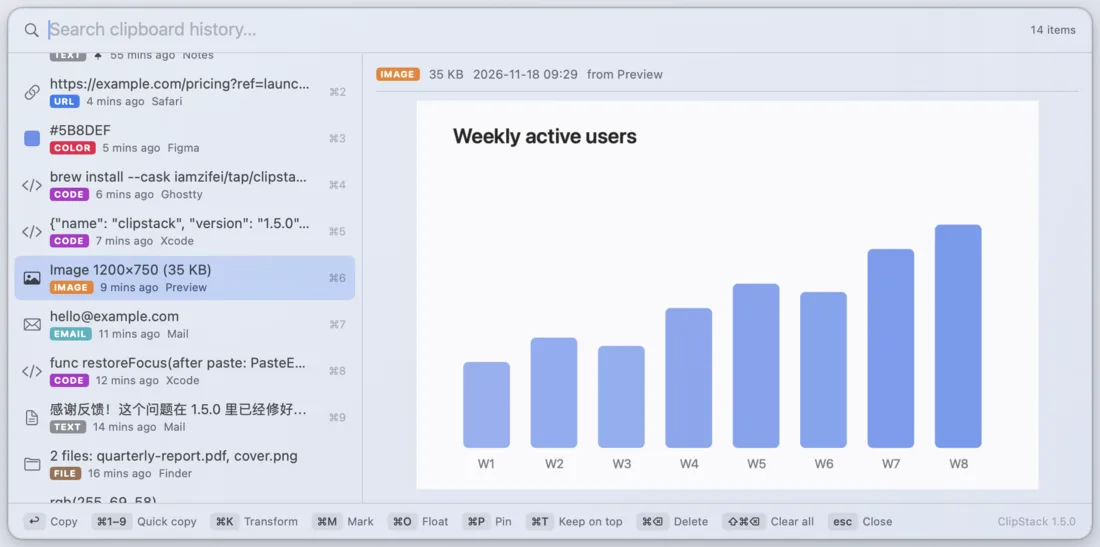 Search clipboard history...
14 items
TEXT 55 mins ago Notes
https://example.com/pricing?ref=launc...
⌘2
URL 4 mins ago Safari
#5B8DEF
⌘3
COLOR 5 mins ago Figma
brew install --cask iamzifei/tap/clipsta...
⌘4
CODE 6 mins ago Ghostty
{"name": "clipstack", "version": "1.5.0"...
⌘5
CODE 7 mins ago Xcode
Image 1200×750 (35 KB)
⌘6
IMAGE 9 mins ago Preview
hello@example.com
⌘7
EMAIL 11 mins ago Mail
func restoreFocus(after paste: PasteE...
⌘8
CODE 12 mins ago Xcode
感谢反馈！这个问题在 1.5.0 里已经修好...
⌘9
TEXT 14 mins ago Mail
2 files: quarterly-report.pdf, cover.png
FILE 16 mins ago Finder
rgb(255, 69, 58)
IMAGE 35 KB 2026-11-18 09:29 from Preview
Weekly active users
W1 W2 W3 W4 W5 W6 W7 W8
↩ Copy ⌘1–9 Quick copy ⌘K Transform ⌘M Mark ⌘O Float ⌘P Pin ⌘T Keep on top ⌘⌫ Delete ⇧⌘⌫ Clear all esc Close
ClipStack 1.5.0